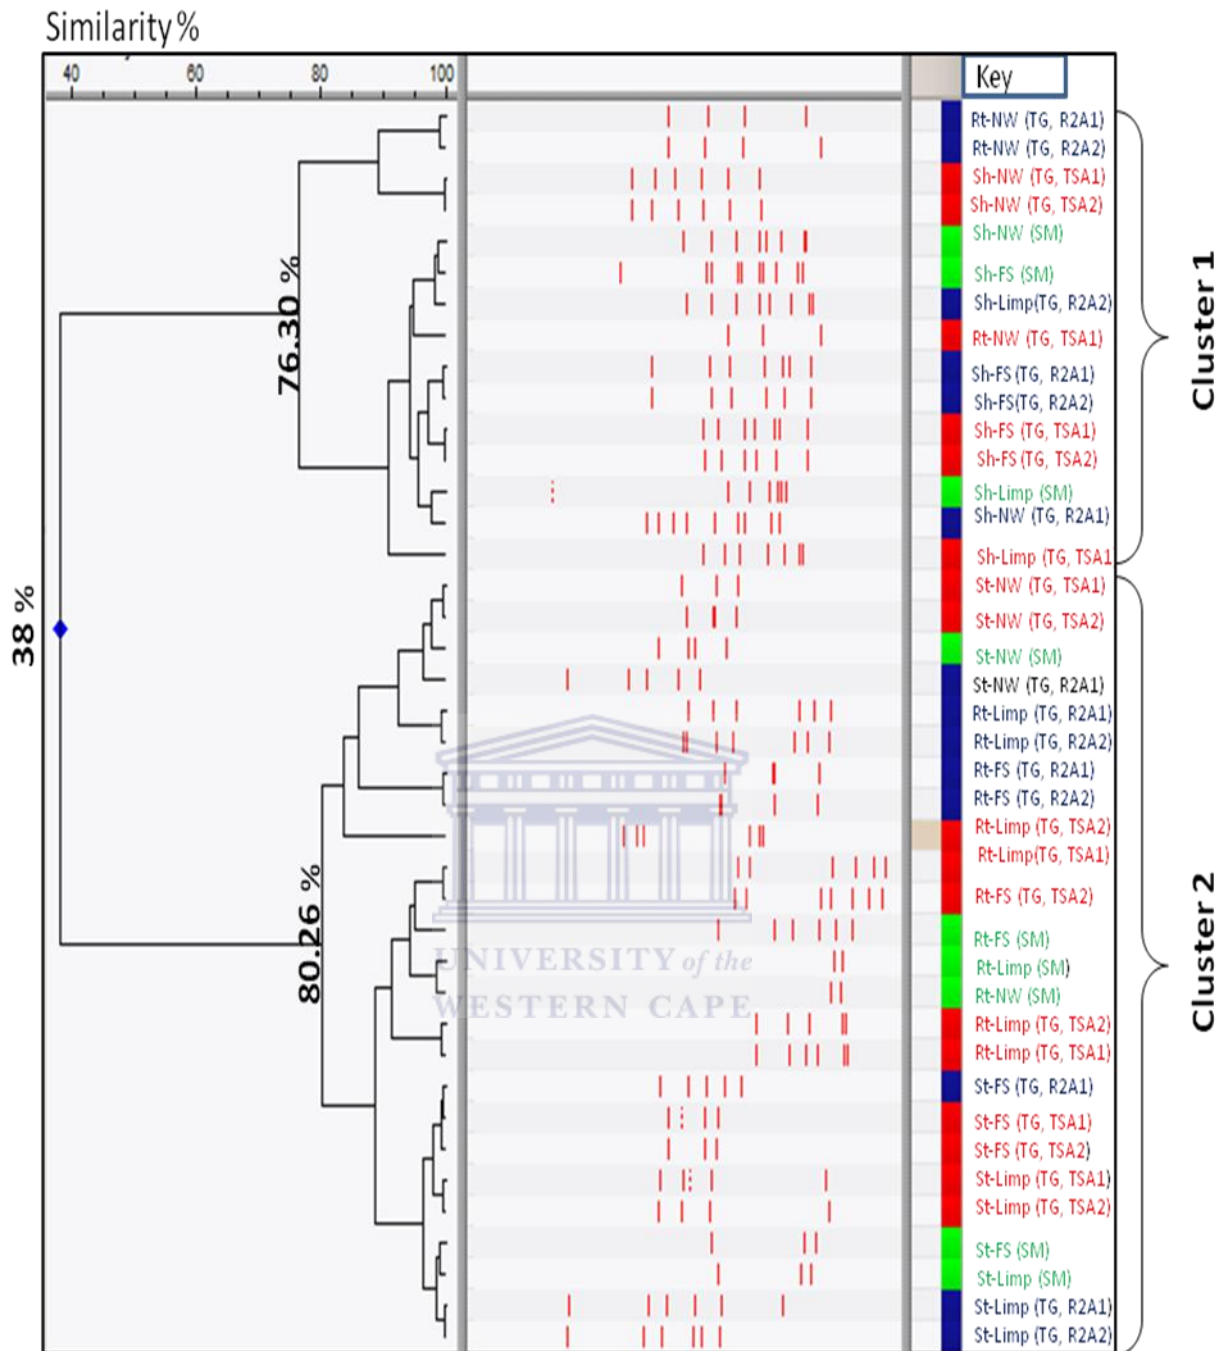 Similarity%
40 60 80 100
Key
Rt-NW (TG, R2A1)
Rt-NW (TG, R2A2)
Sh-NW (TG, TSA1)
Sh-NW (TG, TSA2)
Sh-NW (SM)
Sh-FS (SM)
Sh-Limp(TG, R2A2)
Rt-NW (TG, TSA1)
Sh-FS(TG, R2A1)
Sh-FS(TG, R2A2)
Sh-FS (TG, TSA1)
Sh-FS(TG, TSA2)
Sh-Limp (SM)
Sh-NW (TG, R2A1)
Sh-Limp (TG, TSA1
St-NW (TG, TSA1)
St-NW (TG, TSA2)
St-NW (SM)
St-NW (TG, R2A1)
Rt-Limp (TG, R2A1)
Rt-Limp (TG, R2A2)
Rt-FS (TG, R2A1)
Rt-FS (TG, R2A2)
Rt-Limp (TG, TSA2)
Rt-Limp(TG, TSA1)
Rt-FS (TG, TSA2)
Rt-FS (SM)
Rt-Limp (SM)
Rt-NW (SM)
Rt-Limp (TG, TSA2)
Rt-Limp (TG, TSA1)
St-FS (TG, R2A1)
St-FS (TG, TSA1)
St-FS (TG, TSA2)
St-Limp (TG, TSA1)
St-Limp (TG, TSA2)
St-FS (SM)
St-Limp (SM)
St-Limp (TG, R2A1)
St-Limp (TG, R2A2)
76.30 %
38 %
80.26 %
Cluster 1
Cluster 2
UNIVERSITY of the
WESTERN CAPE